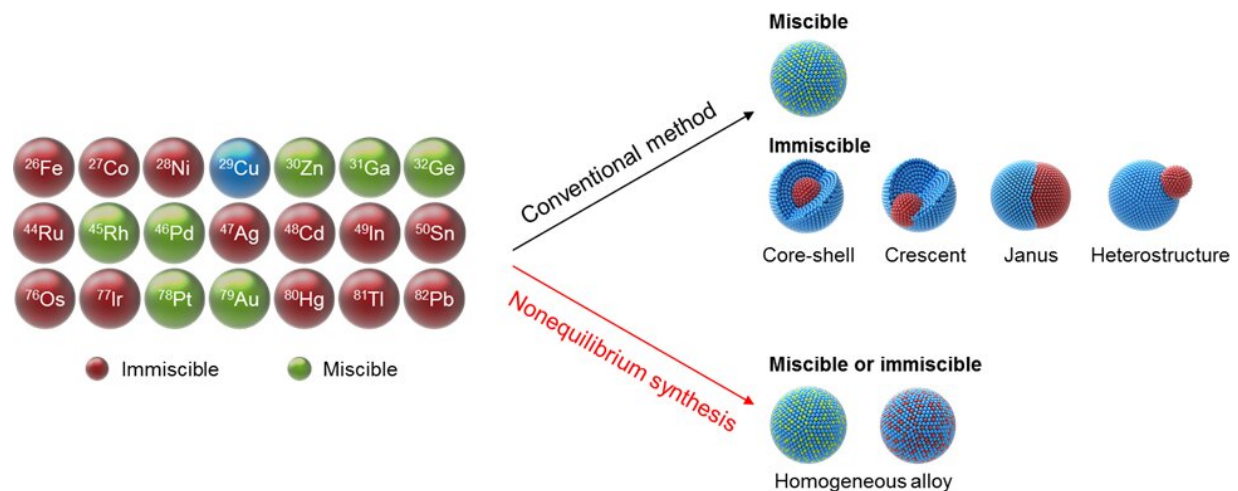 Miscible
Conventional method
Immiscible
26Fe 27Co 28Ni 29Cu 30Zn 31Ga 32Ge
44Ru 45Rh 46Pd 47Ag 48Cd 49In 50Sn
Core-shell Crescent Janus Heterostructure
76Os 77Ir 78Pt 79Au 80Hg 81Tl 82Pb
Nonequilibrium synthesis
Immiscible Miscible
Miscible or immiscible
Homogeneous alloy